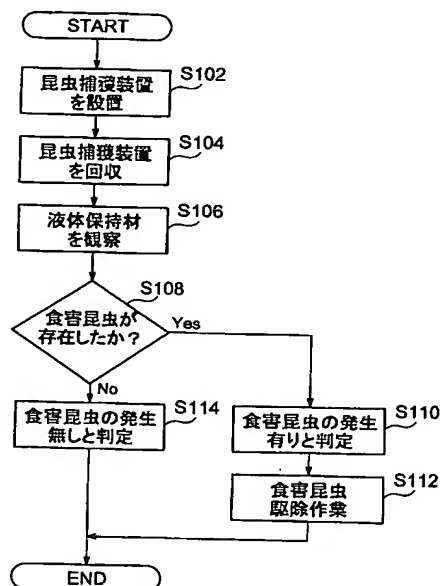 START
S102
昆虫捕獲装置
を設置
S104
昆虫捕獲装置
を回収
S106
液体保持材
を観察
S108
食害昆虫が
存在したか？
Yes
No
S114
食害昆虫の発生
無しと判定
S110
食害昆虫の発生
有りと判定
S112
食害昆虫
駆除作業
END